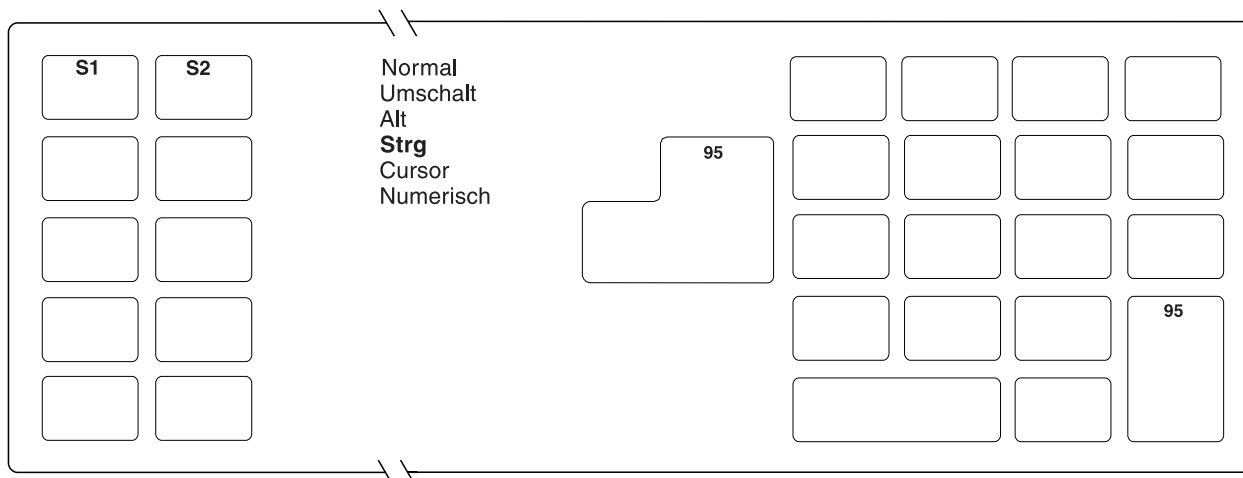 S1
S2
Normal
Umschalt
Alt
Strg
Cursor
Numerisch
95
95